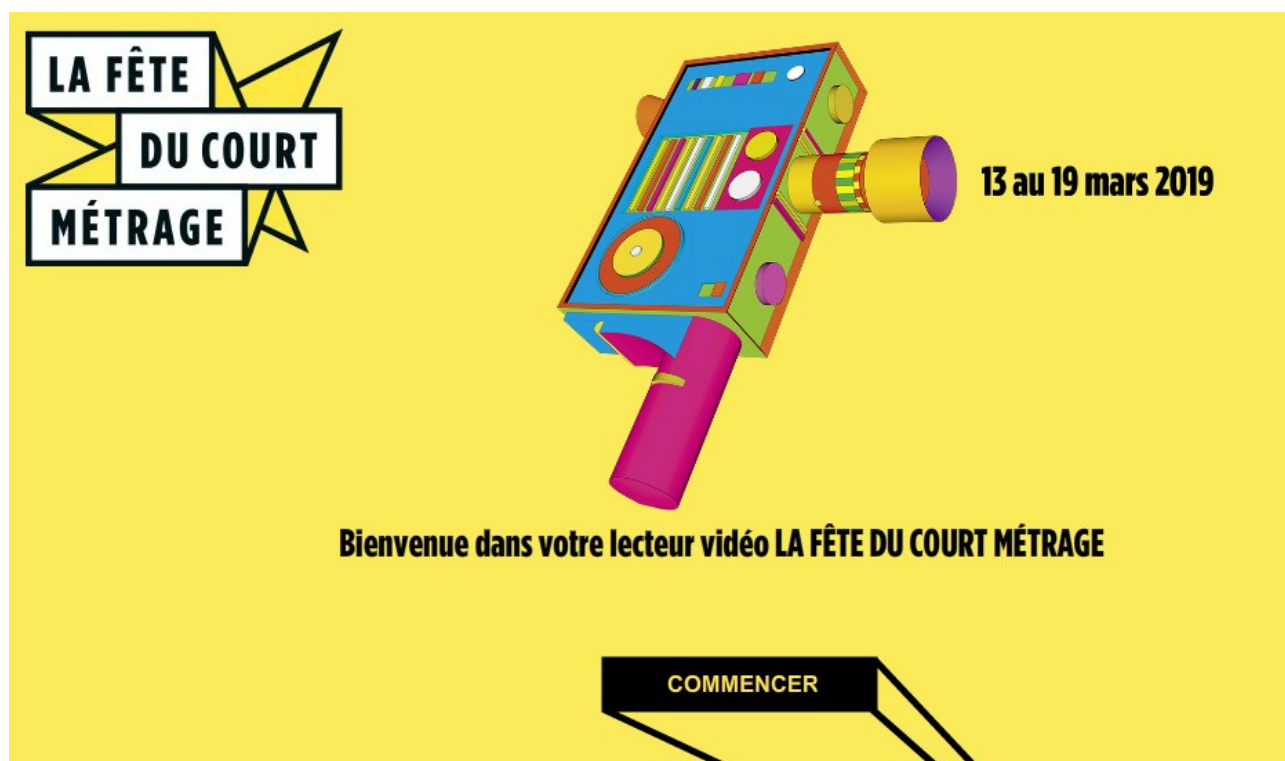 LA FÊTE
DU COURT
MÉTRAGE
13 au 19 mars 2019
Bienvenue dans votre lecteur vidéo LA FÊTE DU COURT MÉTRAGE
COMMENCER